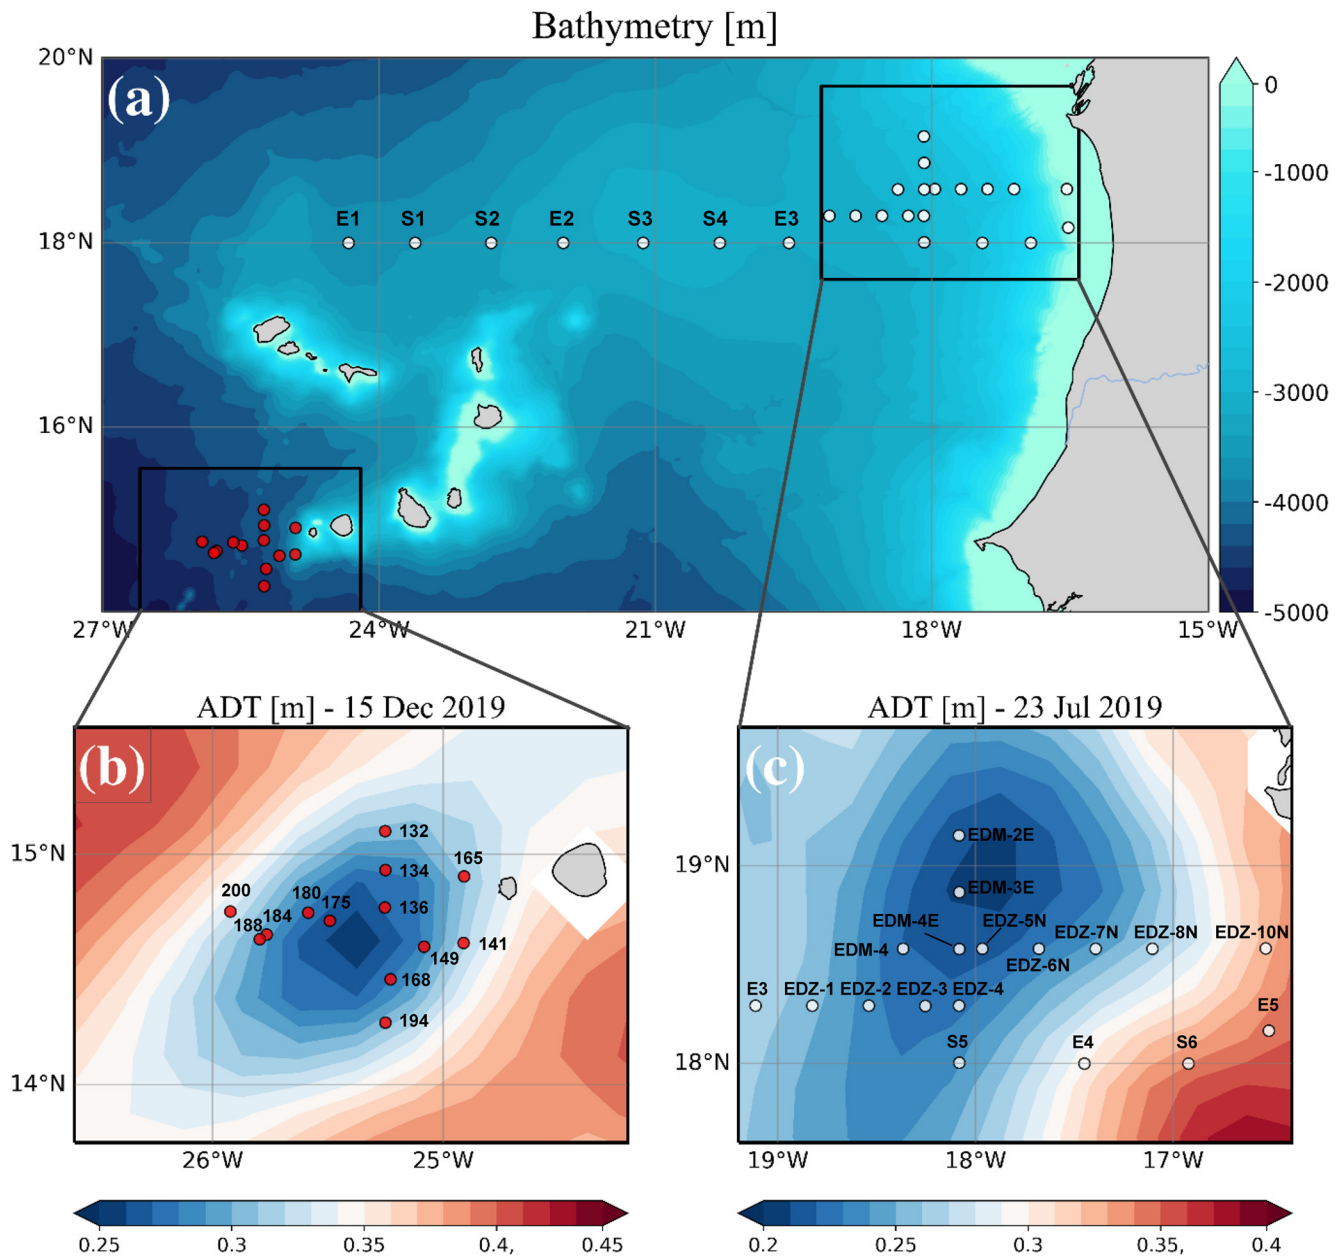 Bathymetry [m]
20°N
(a)
0
-1000
E1 S1 S2 E2 S3 S4 E3
18°N
-2000
-3000
16°N
-4000
-5000
27°W 24°W 21°W 18°W 15°W
ADT [m] - 15 Dec 2019
(b)
132
15°N
134
165
200 180 175
136
188 184
141
149
168
194
14°N
26°W 25°W
0.25 0.3 0.35 0.4, 0.45
ADT [m] - 23 Jul 2019
(c)
EDM-2E
19°N
EDM-3E
EDM-4E EDZ-5N
EDZ-7N EDZ-8N EDZ-10N
EDM-4
EDZ-6N
E3 EDZ-1 EDZ-2 EDZ-3 EDZ-4
E5
S5 E4 S6
18°N
19°W 18°W 17°W
0.2 0.25 0.3 0.35, 0.4